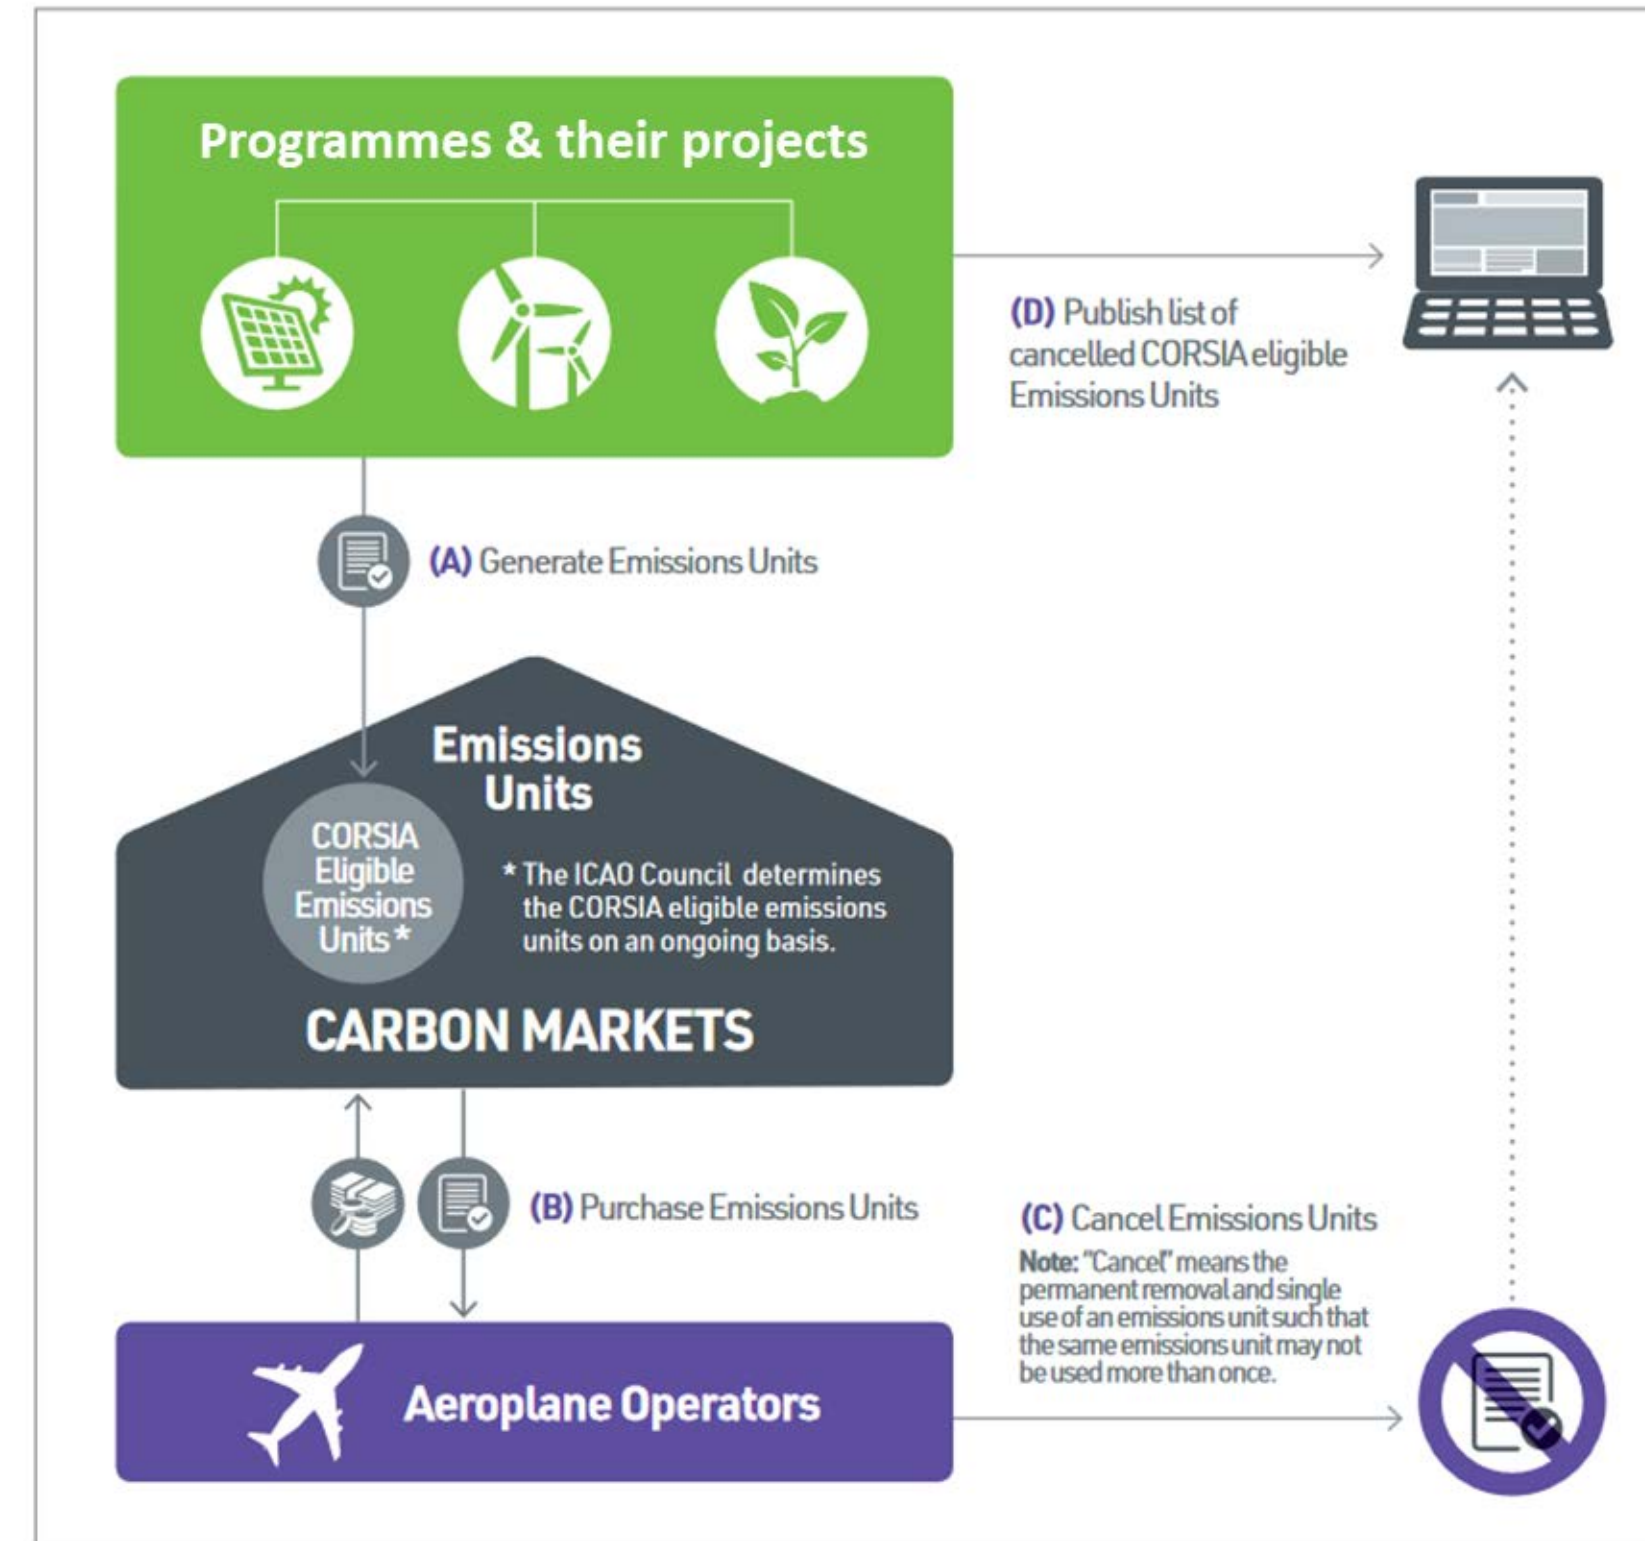 Programmes & their projects
(D) Publish list of
cancelled CORSIA eligible
Emissions Units
(A) Generate Emissions Units
Emissions
Units
CORSIA
Eligible
Emissions
Units *
* The ICAO Council determines
the CORSIA eligible emissions
units on an ongoing basis.
CARBON MARKETS
(B) Purchase Emissions Units
(C) Cancel Emissions Units
Note: "Cancel" means the
permanent removal and single
use of an emissions unit such that
the same emissions unit may not
be used more than once.
Aeroplane Operators